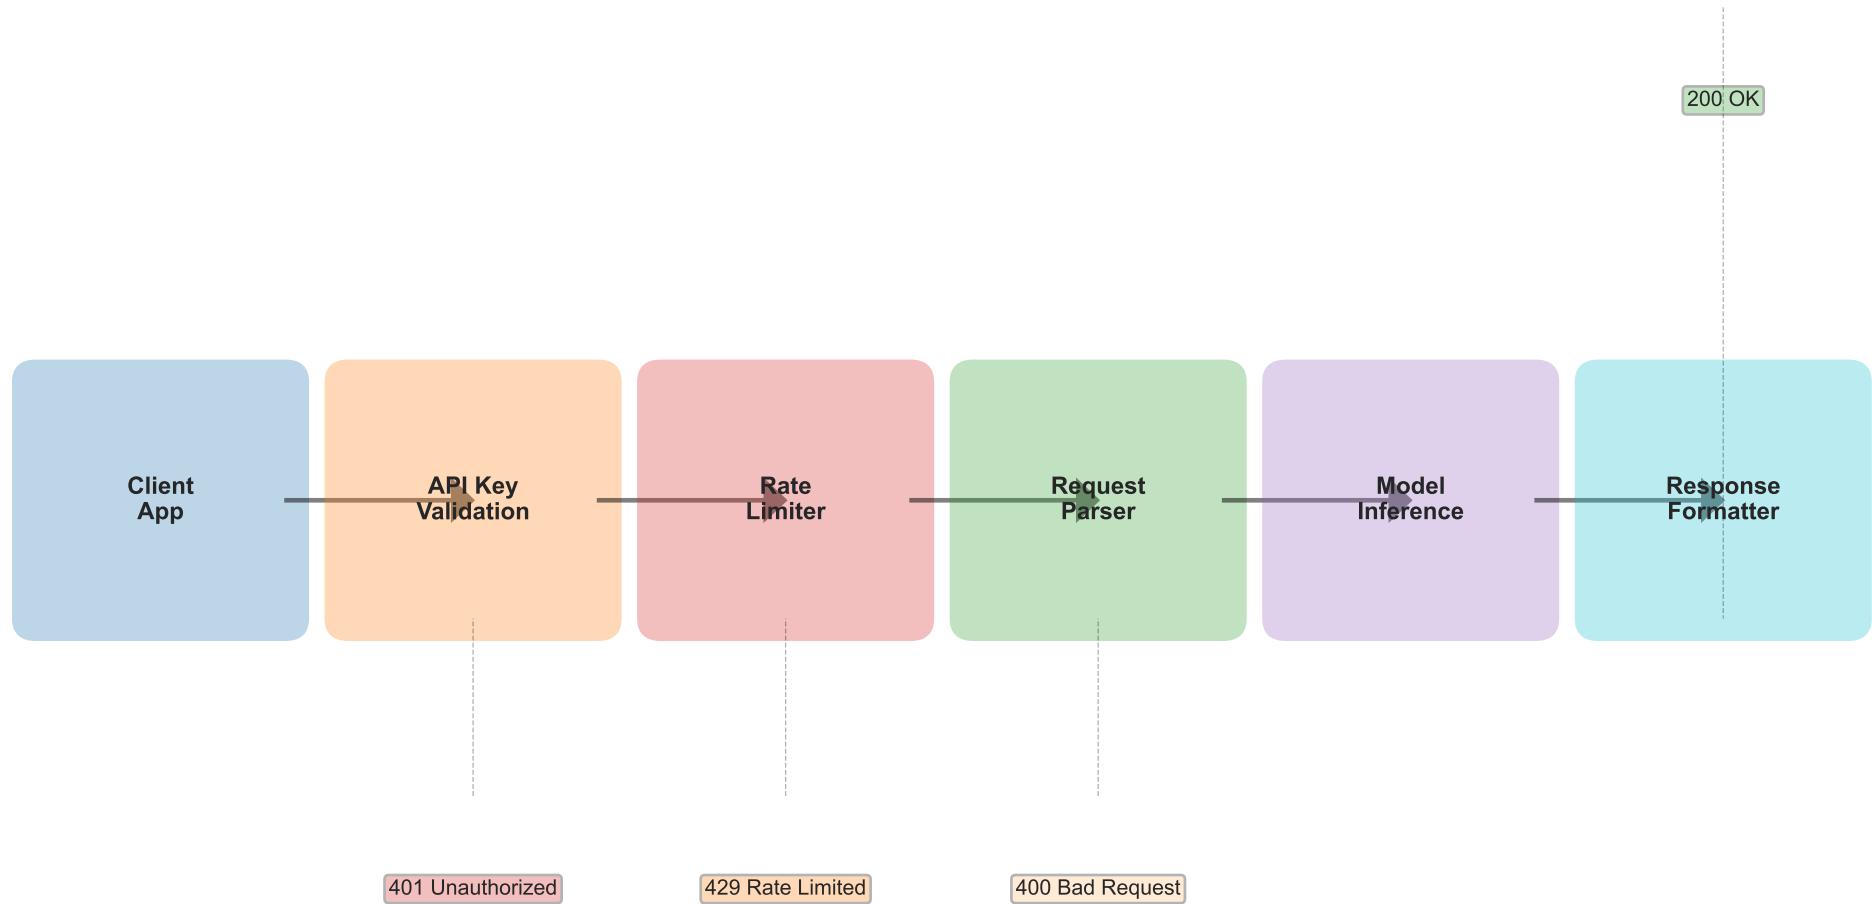 200 OK
Client
App
API Key
Validation
Rate
Limiter
Request
Parser
Model
Inference
Response
Formatter
401 Unauthorized
429 Rate Limited
400 Bad Request